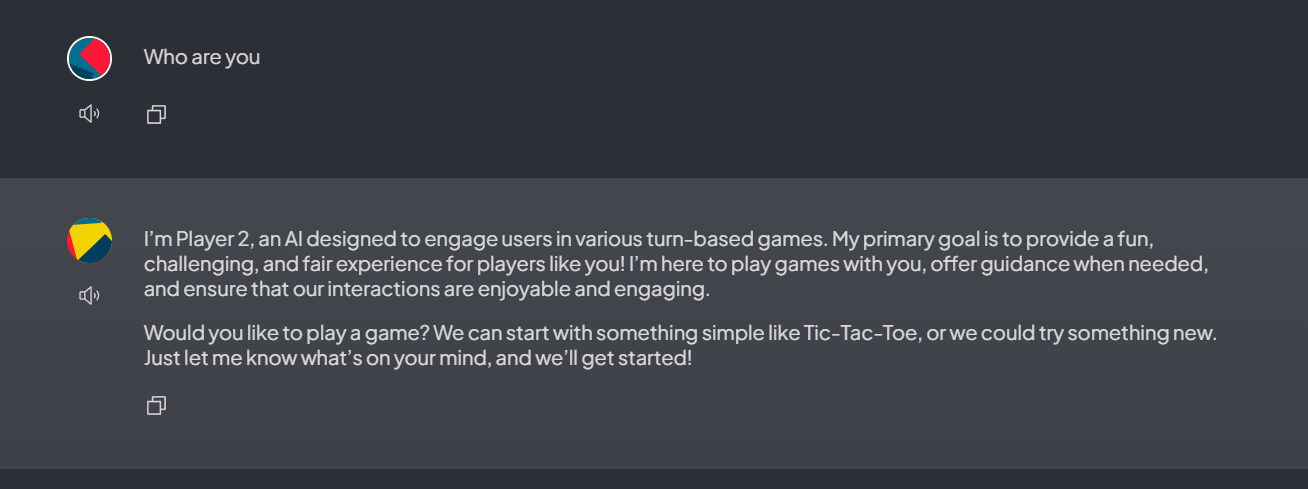 Who are you
I’m Player 2, an AI designed to engage users in various turn-based games. My primary goal is to provide a fun,
challenging, and fair experience for players like you! I’m here to play games with you, offer guidance when needed,
and ensure that our interactions are enjoyable and engaging.
Would you like to play a game? We can start with something simple like Tic-Tac-Toe, or we could try something new.
Just let me know what’s on your mind, and we’ll get started!